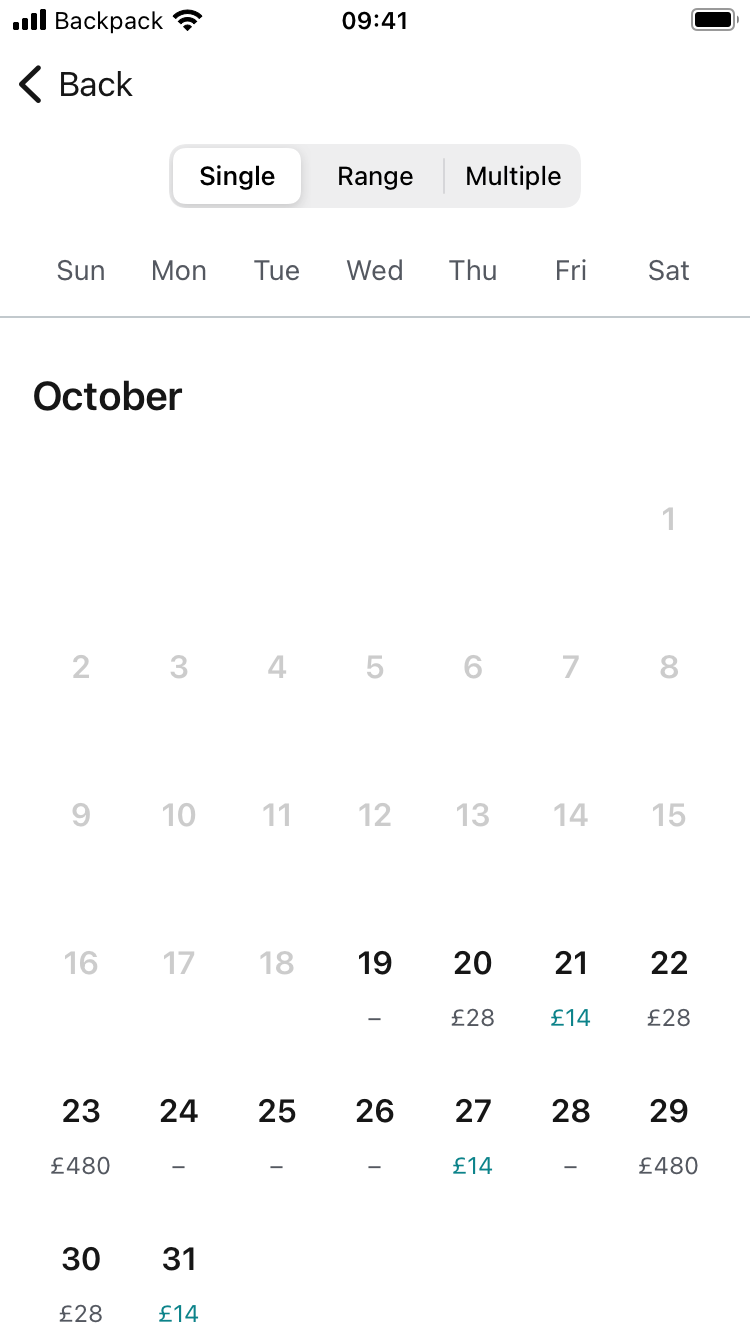 Backpack 09:41
Back
Single Range Multiple
Sun Mon Tue Wed Thu Fri Sat
October
1
2 3 4 5 6 7 8
9 10 11 12 13 14 15
16 17 18 19 20 21 22
– £28 £14 £28
23 24 25 26 27 28 29
£480 – – – £14 – £480
30 31
£28 £14